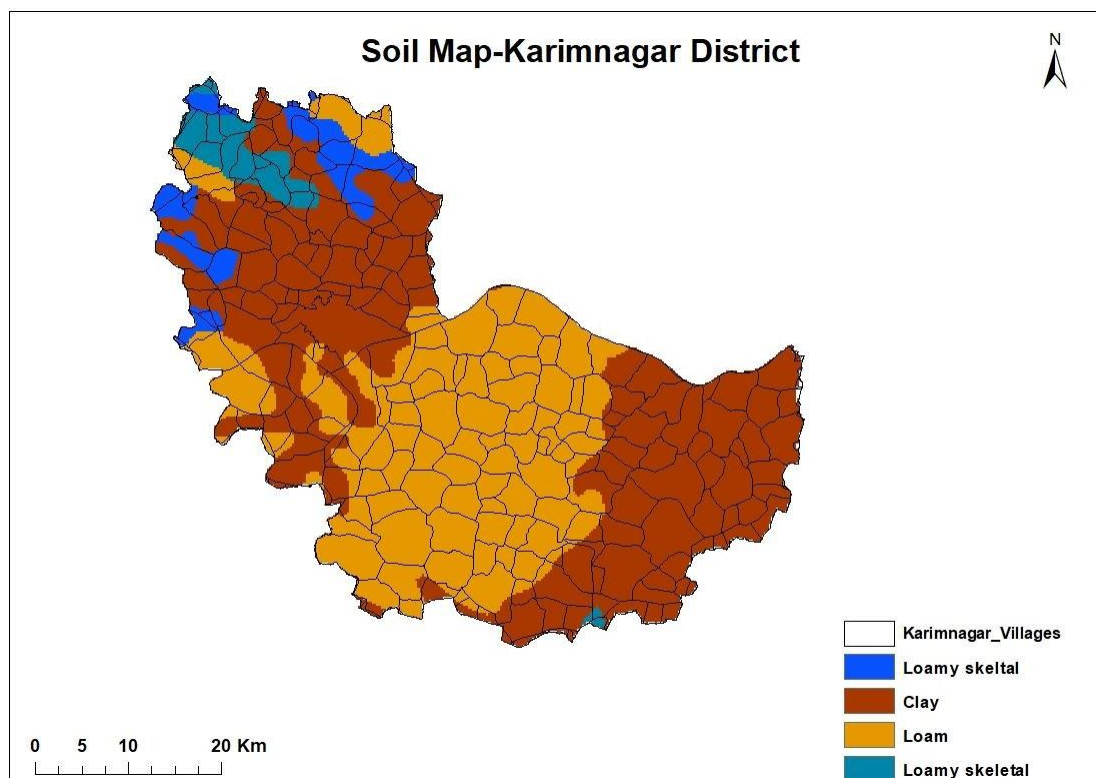 Soil Map-Karimnagar District
N
Karimnagar_Villages
Loamy skeltal
Clay
Loam
Loamy skeletal
0 5 10 20 Km